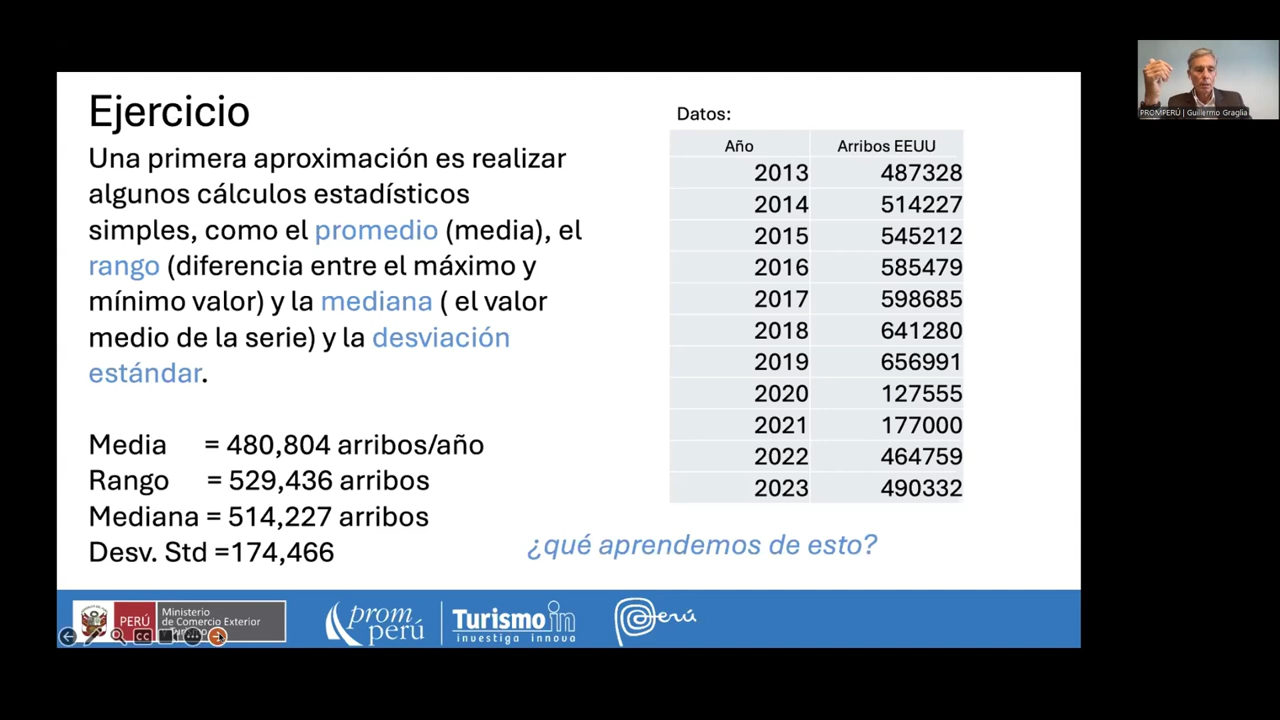 Ejercicio
Una primera aproximación es realizar
algunos cálculos estadísticos
simples, como el promedio (media), el
rango (diferencia entre el máximo y
mínimo valor) y la mediana ( el valor
medio de la serie) y la desviación
estándar.
Media = 480,804 arribos/año
Rango = 529,436 arribos
Mediana = 514,227 arribos
Desv. Std =174,466
Datos:
Año Arribos EEUU
2013 487328
2014 514227
2015 545212
2016 585479
2017 598685
2018 641280
2019 656991
2020 127555
2021 177000
2022 464759
2023 490332
¿qué aprendemos de esto?
PERÚ
Ministerio
de Comercio Exterior
prom
perú
Turismo in
investiga innova
Perú
CC
PROMPERÚ | Guillermo Graglia